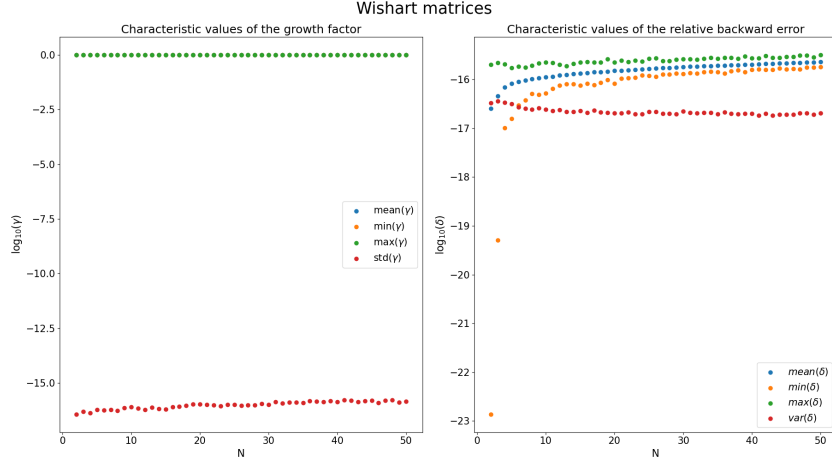 Wishart matrices
Characteristic values of the growth factor
0.0
−2.5
−5.0
−7.5
−10.0
−12.5
−15.0
log₁₀(γ)
0
10
20
30
40
50
N
mean(γ)
min(γ)
max(γ)
std(γ)
Characteristic values of the relative backward error
−16
−17
−18
−19
−20
−21
−22
−23
log₁₀(δ)
0
10
20
30
40
50
N
mean(δ)
min(δ)
max(δ)
var(δ)